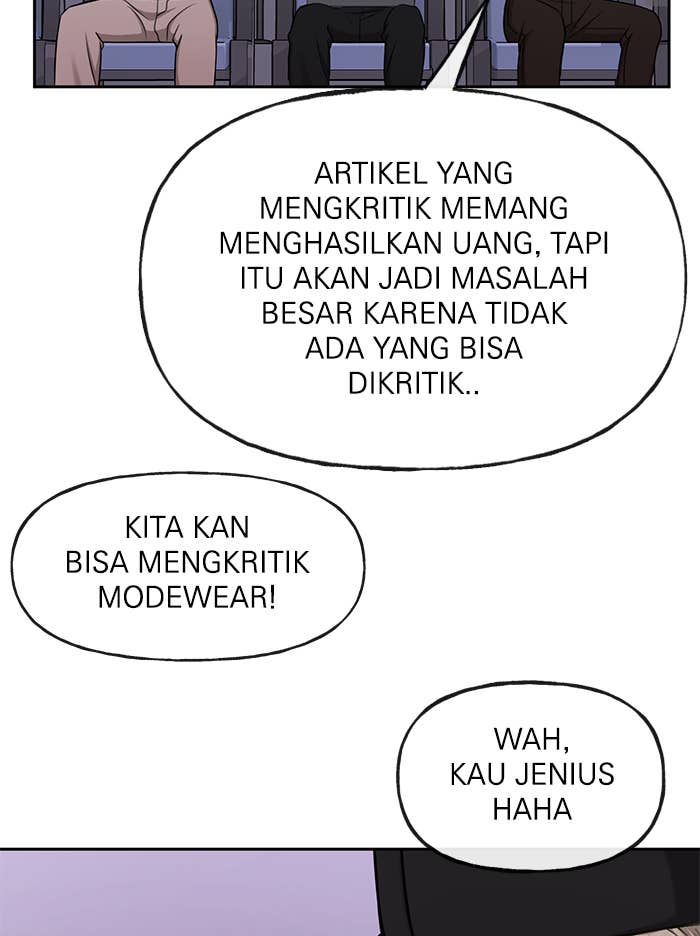 ARTIKEL YANG
MENGKRITIK MEMANG
MENGHASILKAN UANG, TAPI
ITU AKAN JADI MASALAH
BESAR KARENA TIDAK
ADA YANG BISA
DIKRITIK..
KITA KAN
BISA MENGKRITIK
MODEWEAR!
WAH,
KAU JENIUS
HAHA